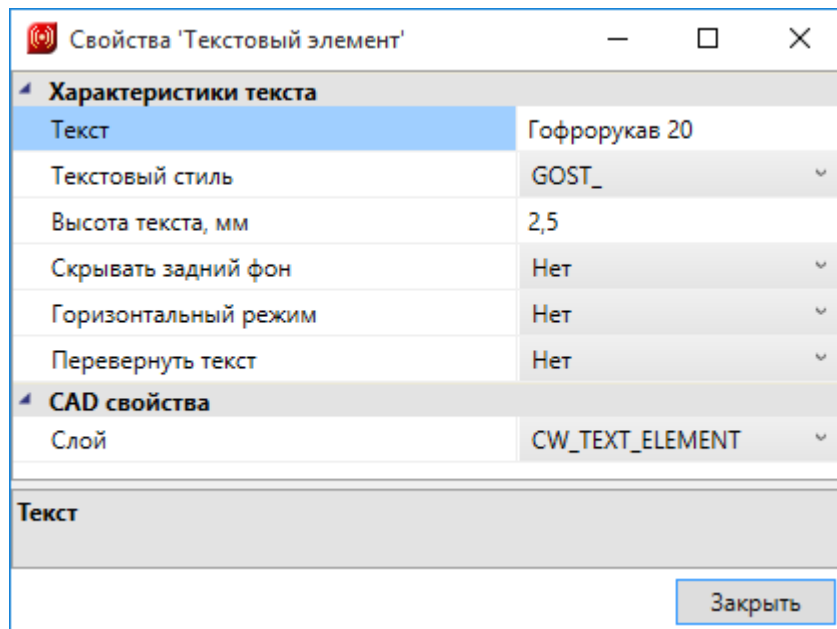 Свойства 'Текстовый элемент'
Характеристики текста
Текст Гофрорукав 20
Текстовый стиль GOST_
Высота текста, мм 2,5
Скрывать задний фон Нет
Горизонтальный режим Нет
Перевернуть текст Нет
CAD свойства
Слой CW_TEXT_ELEMENT
Текст
Закрыть